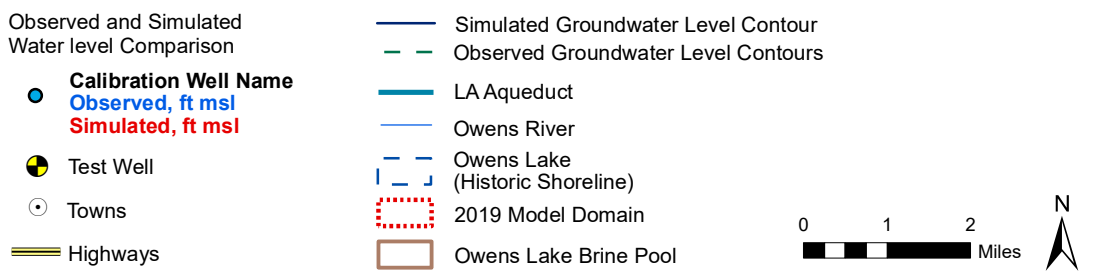 Observed and Simulated
Water level Comparison
Calibration Well Name
Observed, ft msl
Simulated, ft msl
Test Well
Towns
Highways
Simulated Groundwater Level Contour
Observed Groundwater Level Contours
LA Aqueduct
Owens River
Owens Lake
(Historic Shoreline)
2019 Model Domain
Owens Lake Brine Pool
0 1 2
Miles
N